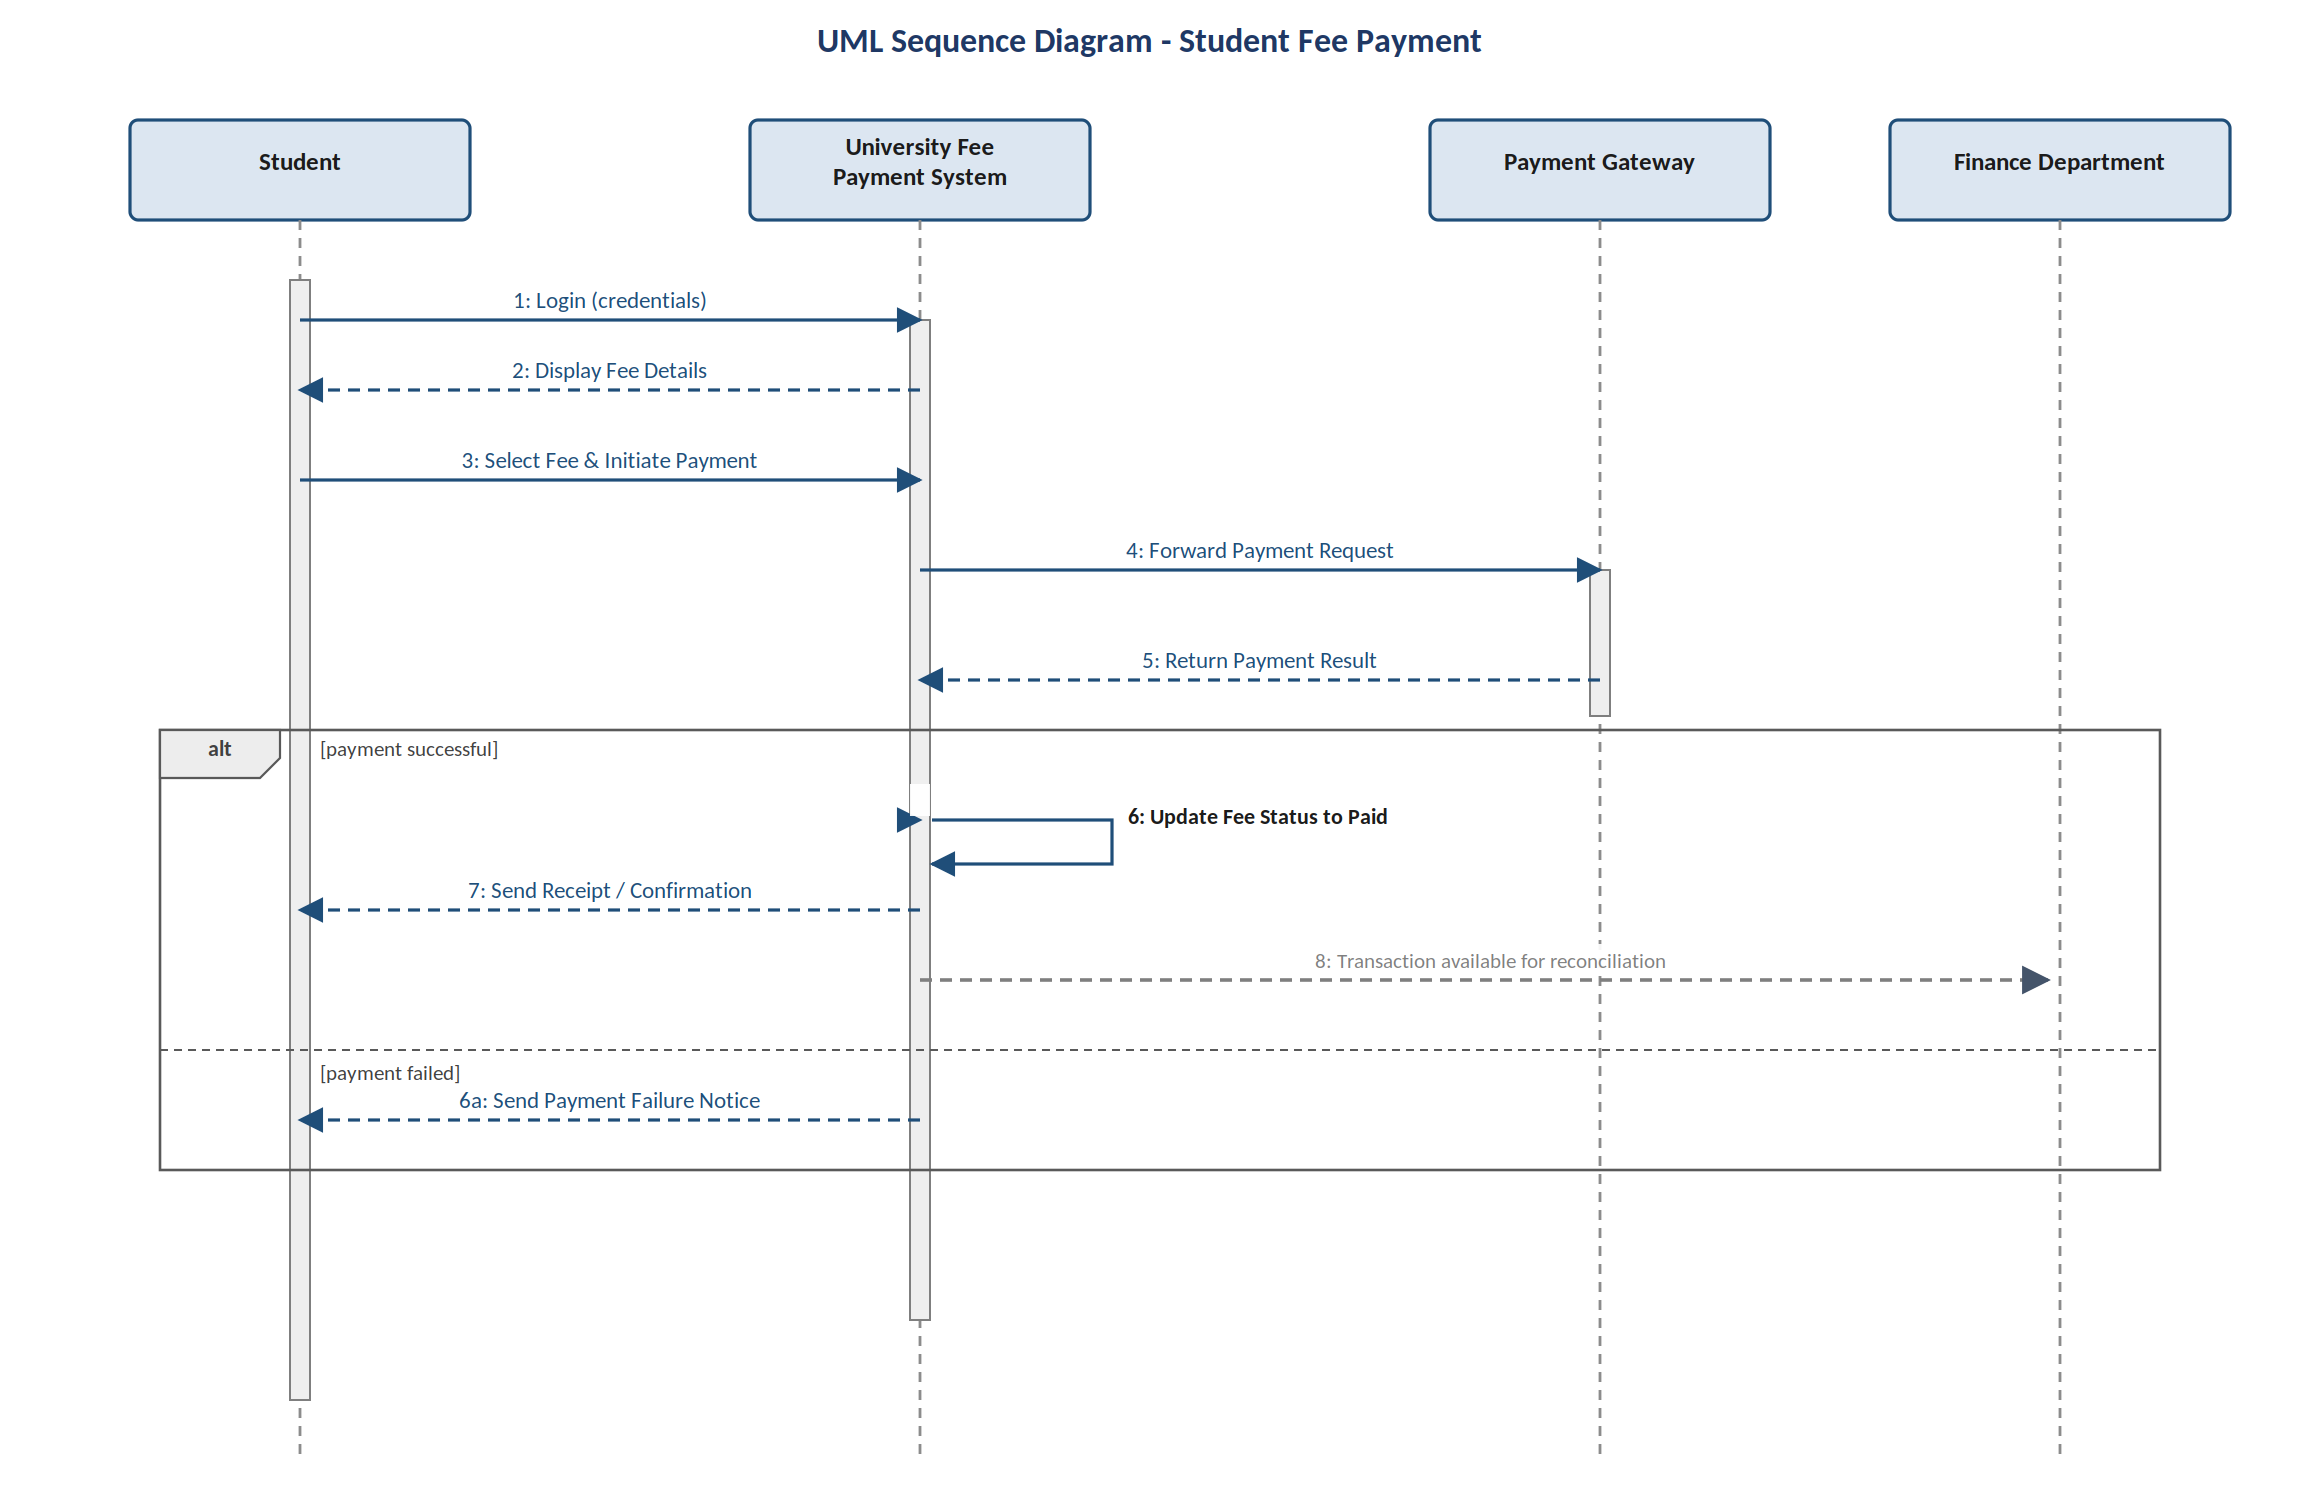 UML Sequence Diagram - Student Fee Payment
Student
University Fee
Payment System
Payment Gateway
Finance Department
1: Login (credentials)
2: Display Fee Details
3: Select Fee & Initiate Payment
4: Forward Payment Request
5: Return Payment Result
alt
[payment successful]
6: Update Fee Status to Paid
7: Send Receipt / Confirmation
8: Transaction available for reconciliation
[payment failed]
6a: Send Payment Failure Notice